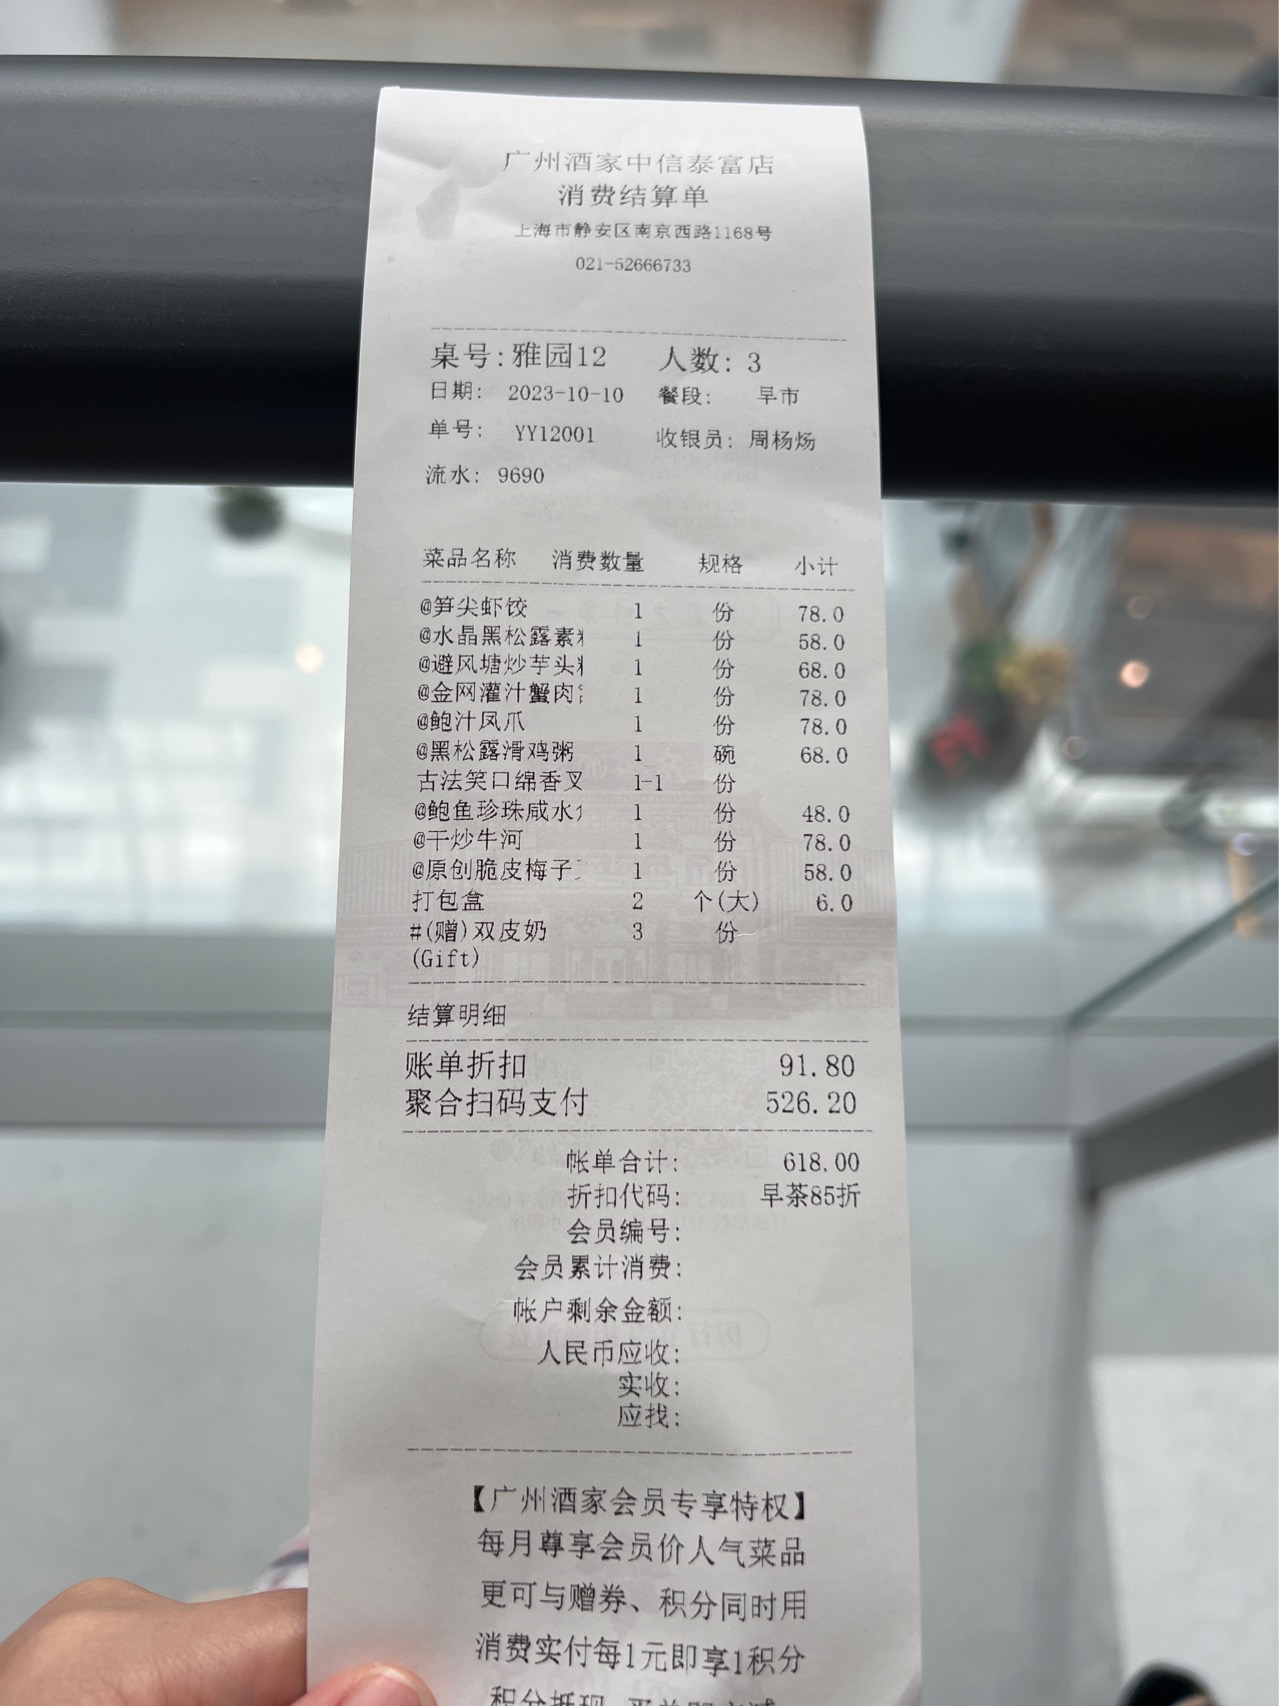 广州酒家中信泰富店
消费结算单
上海市静安区南京西路1168号
021-52666733
桌号:雅园12 人数: 3
日期: 2023-10-10 餐段: 早市
单号: YY12001 收银员: 周杨炀
流水: 9690
菜品名称 消费数量 规格 小计
@笋尖虾饺 1 份 78.0
@水晶黑松露素 1 份 58.0
@避风塘炒芋头 1 份 68.0
@金网灌汁蟹肉 1 份 78.0
@鲍汁凤爪 1 份 78.0
@黑松露滑鸡粥 1 碗 68.0
古法笑口绵香叉 1-1 份
@鲍鱼珍珠咸水 1 份 48.0
@干炒牛河 1 份 78.0
@原创脆皮梅子 1 份 58.0
打包盒 2 个(大) 6.0
#(赠)双皮奶 3 份
(Gift)
结算明细
账单折扣 91.80
聚合扫码支付 526.20
帐单合计: 618.00
折扣代码: 早茶85折
会员编号:
会员累计消费:
帐户剩余金额:
人民币应收:
实收:
应找:
【广州酒家会员专享特权】
每月尊享会员价人气菜品
更可与赠券、积分同时用
消费实付每1元即享1积分